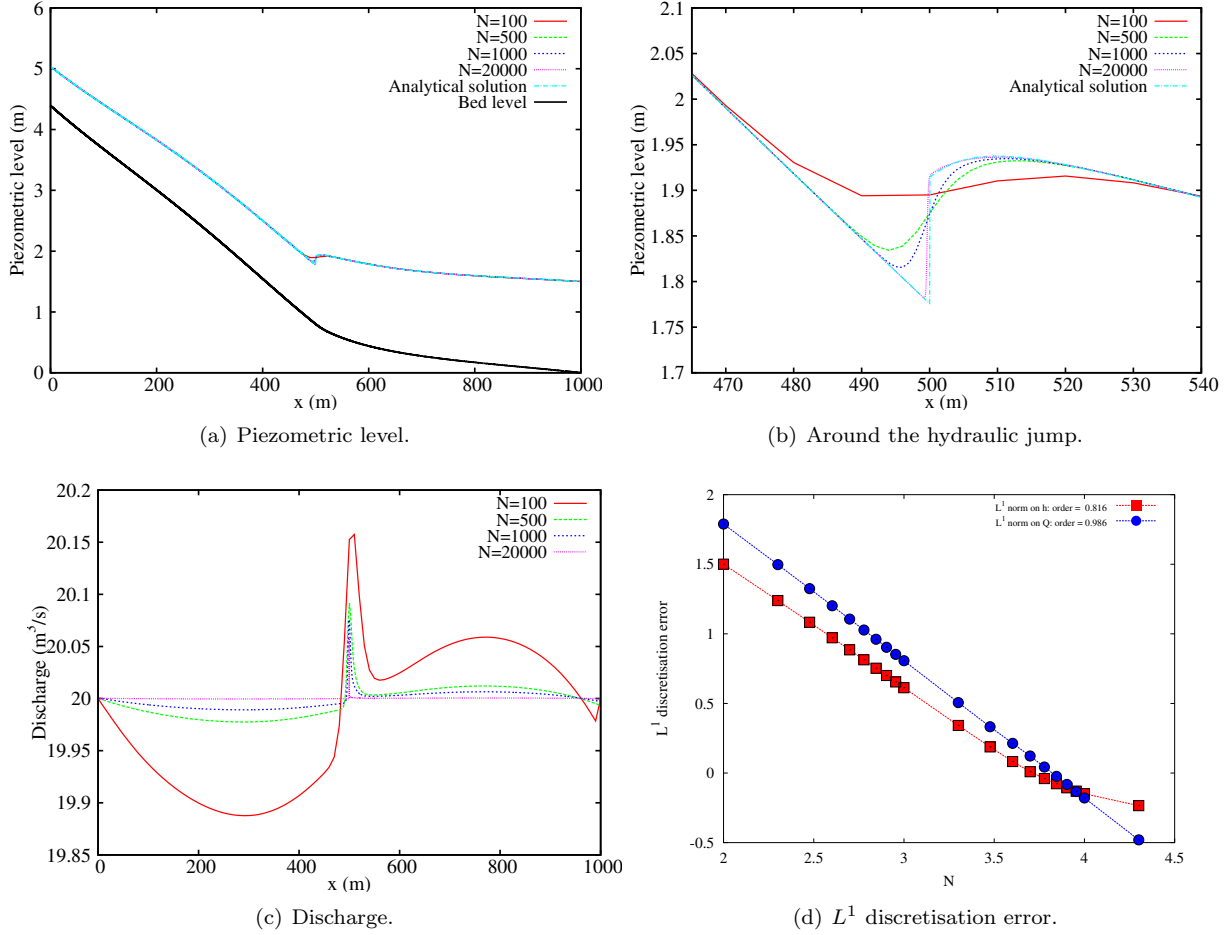 6
5
4
3
2
1
0
0 200 400 600 800 1000
Piezometric level (m)
x (m)
N=100
N=500
N=1000
N=20000
Analytical solution
Bed level
(a) Piezometric level.
2.1
2.05
2
1.95
1.9
1.85
1.8
1.75
1.7
470 480 490 500 510 520 530 540
Piezometric level (m)
x (m)
N=100
N=500
N=1000
N=20000
Analytical solution
(b) Around the hydraulic jump.
20.2
20.15
20.1
20.05
20
19.95
19.9
19.85
0 200 400 600 800 1000
Discharge (m³/s)
x (m)
N=100
N=500
N=1000
N=20000
(c) Discharge.
2
1.5
1
0.5
0
-0.5
2 2.5 3 3.5 4 4.5
L¹ discretisation error
N
L¹ norm on h: order = 0.816
L¹ norm on Q: order = 0.986
(d) L¹ discretisation error.